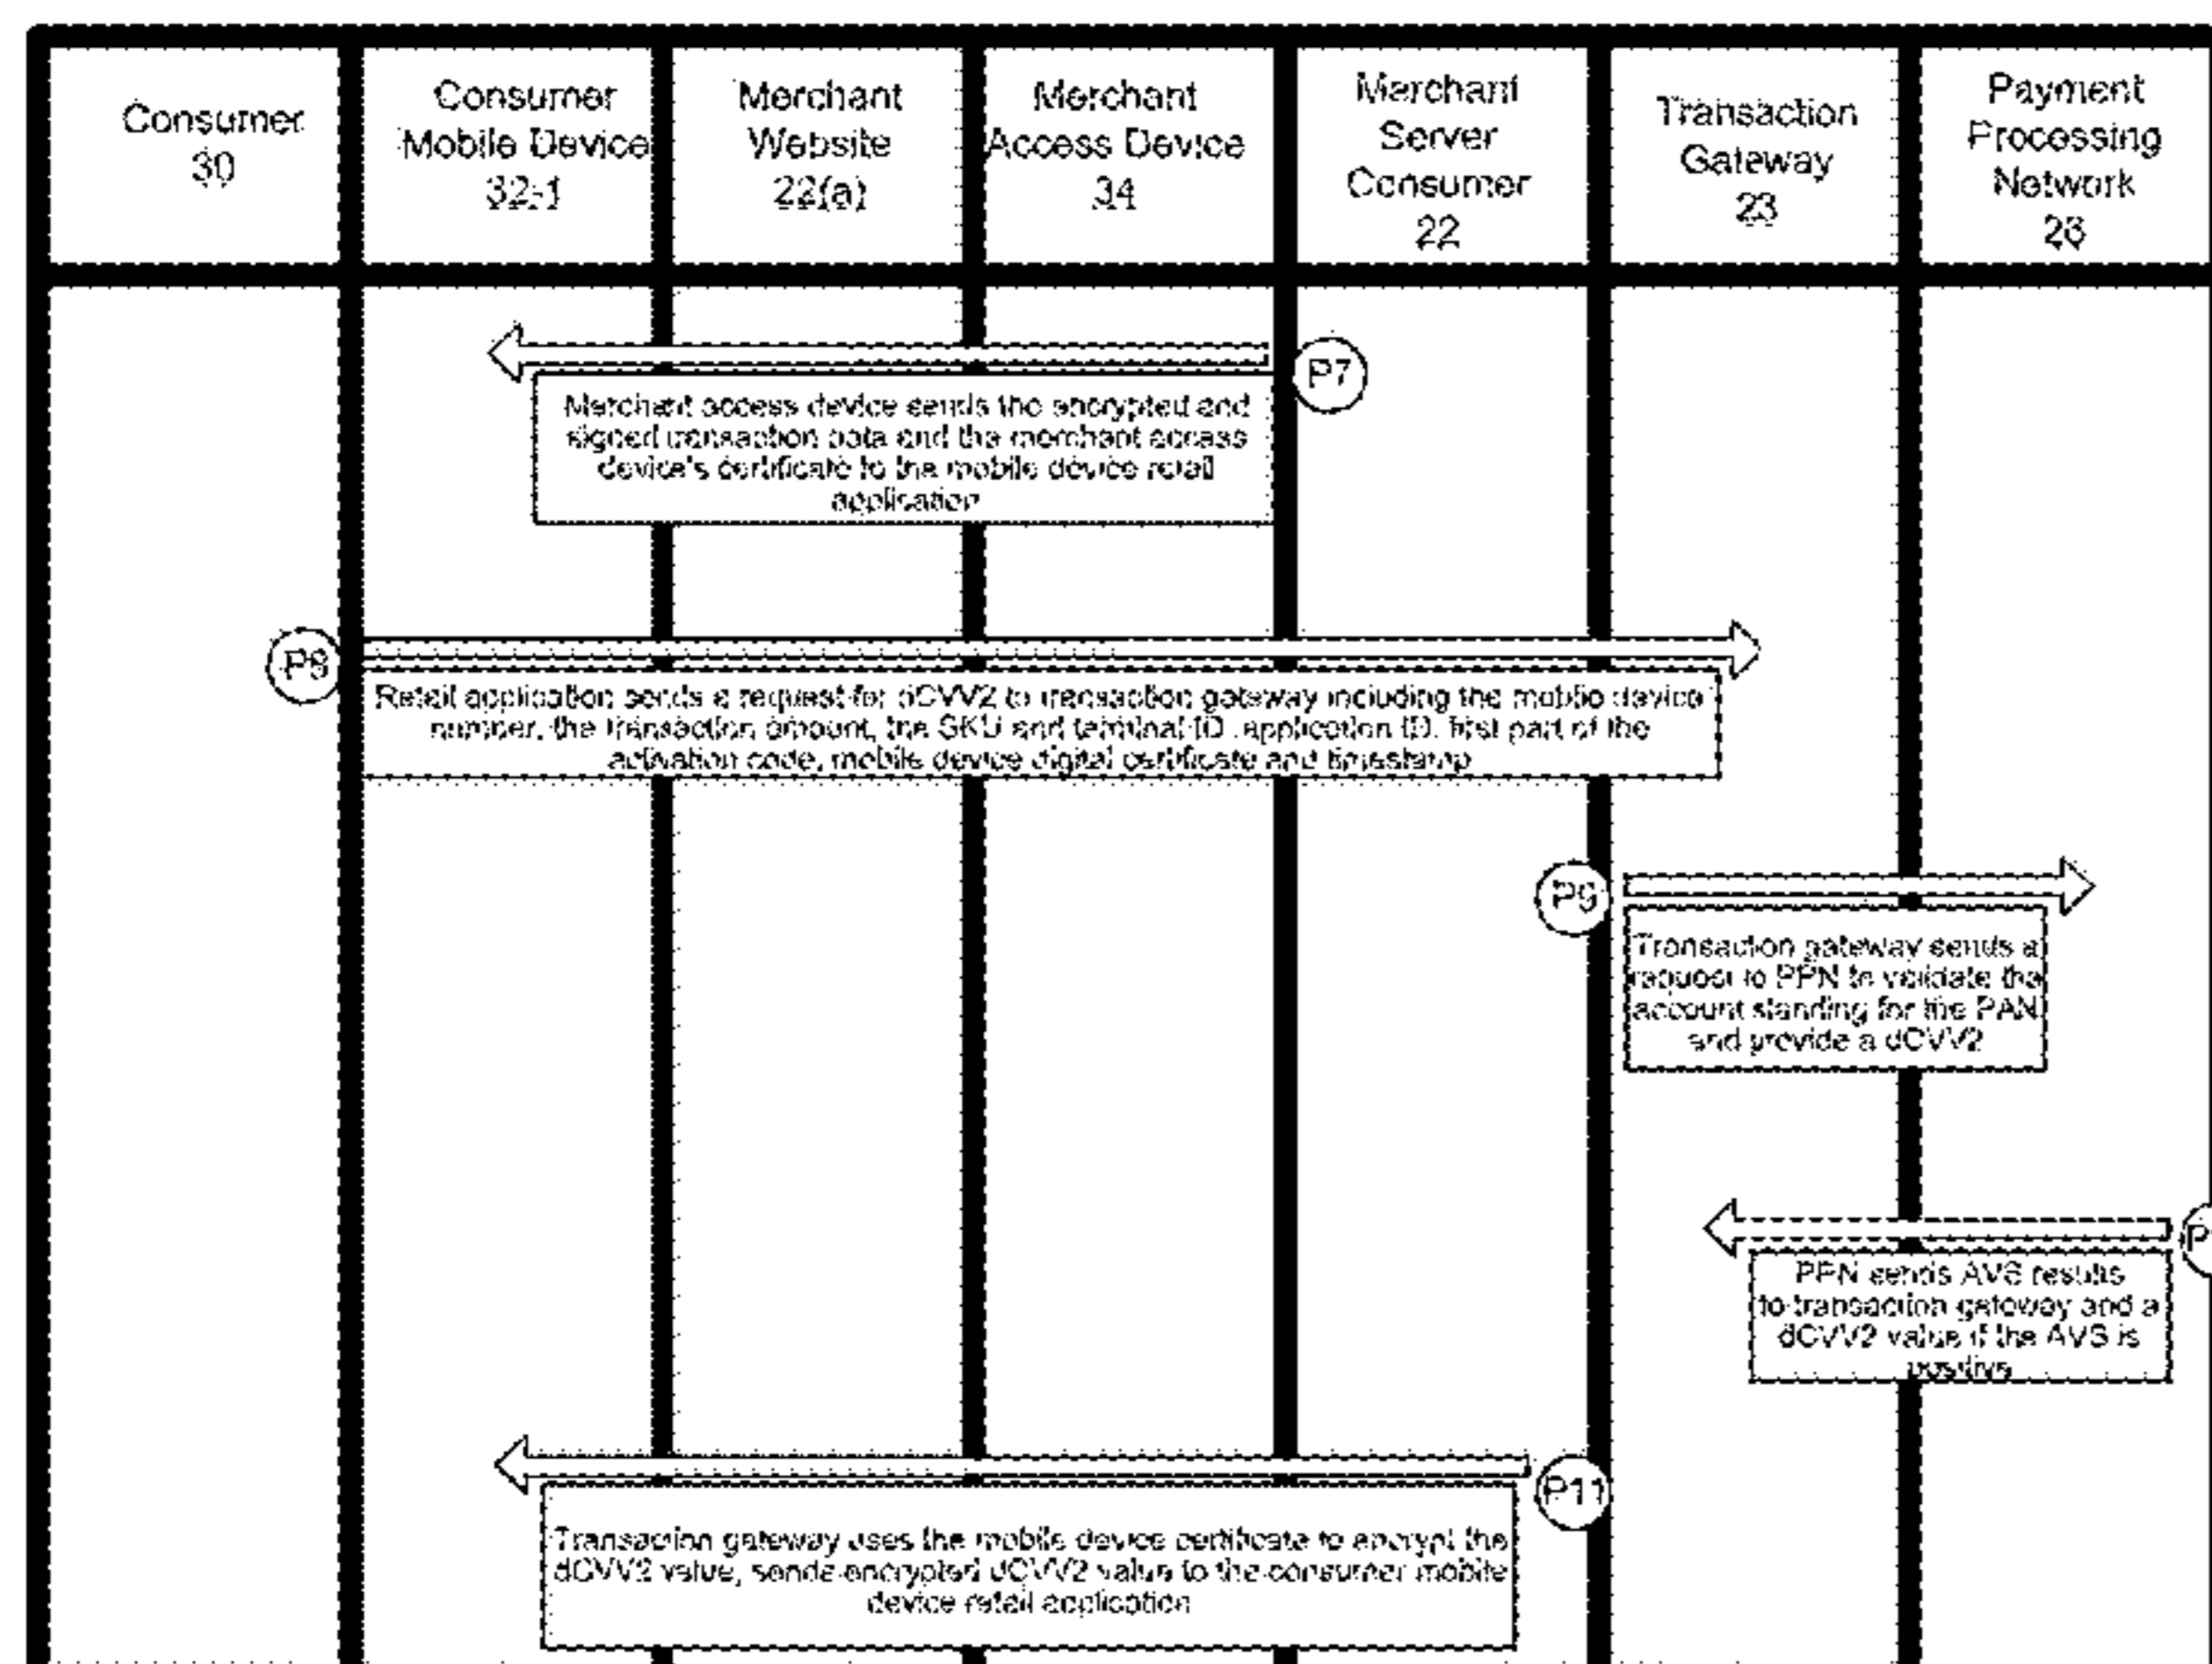 Consumer
30
Consumer
Mobile Device
32-1
Merchant
Website
22(a)
Merchant
Access Device
34
Merchant
Server
Consumer
22
Transaction
Gateway
23
Payment
Processing
Network
26
P7
Merchant access device sends the encrypted and
signed transaction data and the merchant access
device's certificate to the mobile device retail
application
P8
Retail application sends a request for dCVV2 to transaction gateway including the mobile device
number, the transaction amount, the SKU and terminal ID, application ID, first part of the
activation code, mobile device digital certificate and timestamp
P9
Transaction gateway sends a
request to PPN to validate the
account standing for the PAN
and provide a dCVV2
PPN sends AVS results
to transaction gateway and a
dCVV2 value if the AVS is
positive
P11
Transaction gateway uses the mobile device certificate to encrypt the
dCVV2 value, sends encrypted dCVV2 value to the consumer mobile
device retail application